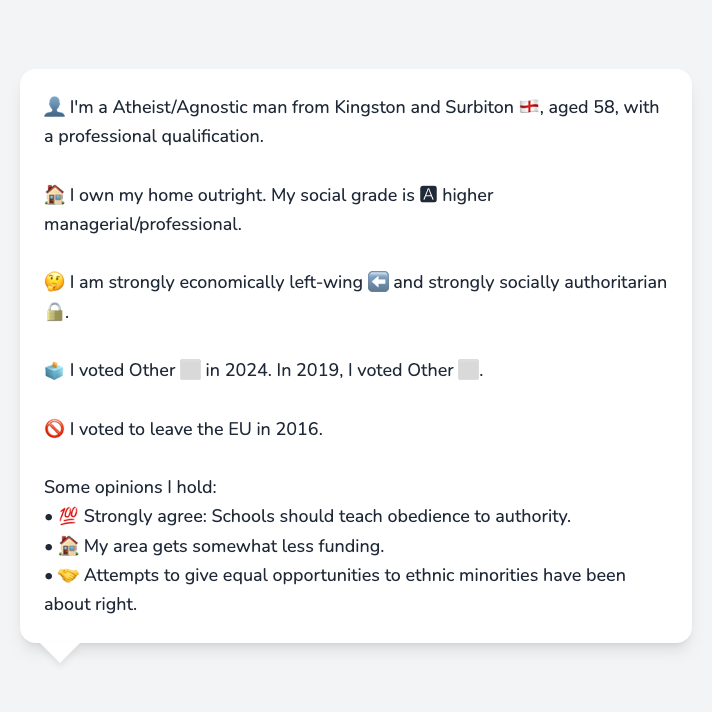 👤 I'm a Atheist/Agnostic man from Kingston and Surbiton 🏴󠁧󠁢󠁥󠁮󠁧󠁿, aged 58, with
a professional qualification.
🏠 I own my home outright. My social grade is 🅰 higher
managerial/professional.
🤔 I am strongly economically left-wing ⬅️ and strongly socially authoritarian
🔒.
🗳️ I voted Other ⬜ in 2024. In 2019, I voted Other ⬜.
🚫 I voted to leave the EU in 2016.
Some opinions I hold:
• 💯 Strongly agree: Schools should teach obedience to authority.
• 🏠 My area gets somewhat less funding.
• 🤝 Attempts to give equal opportunities to ethnic minorities have been
about right.